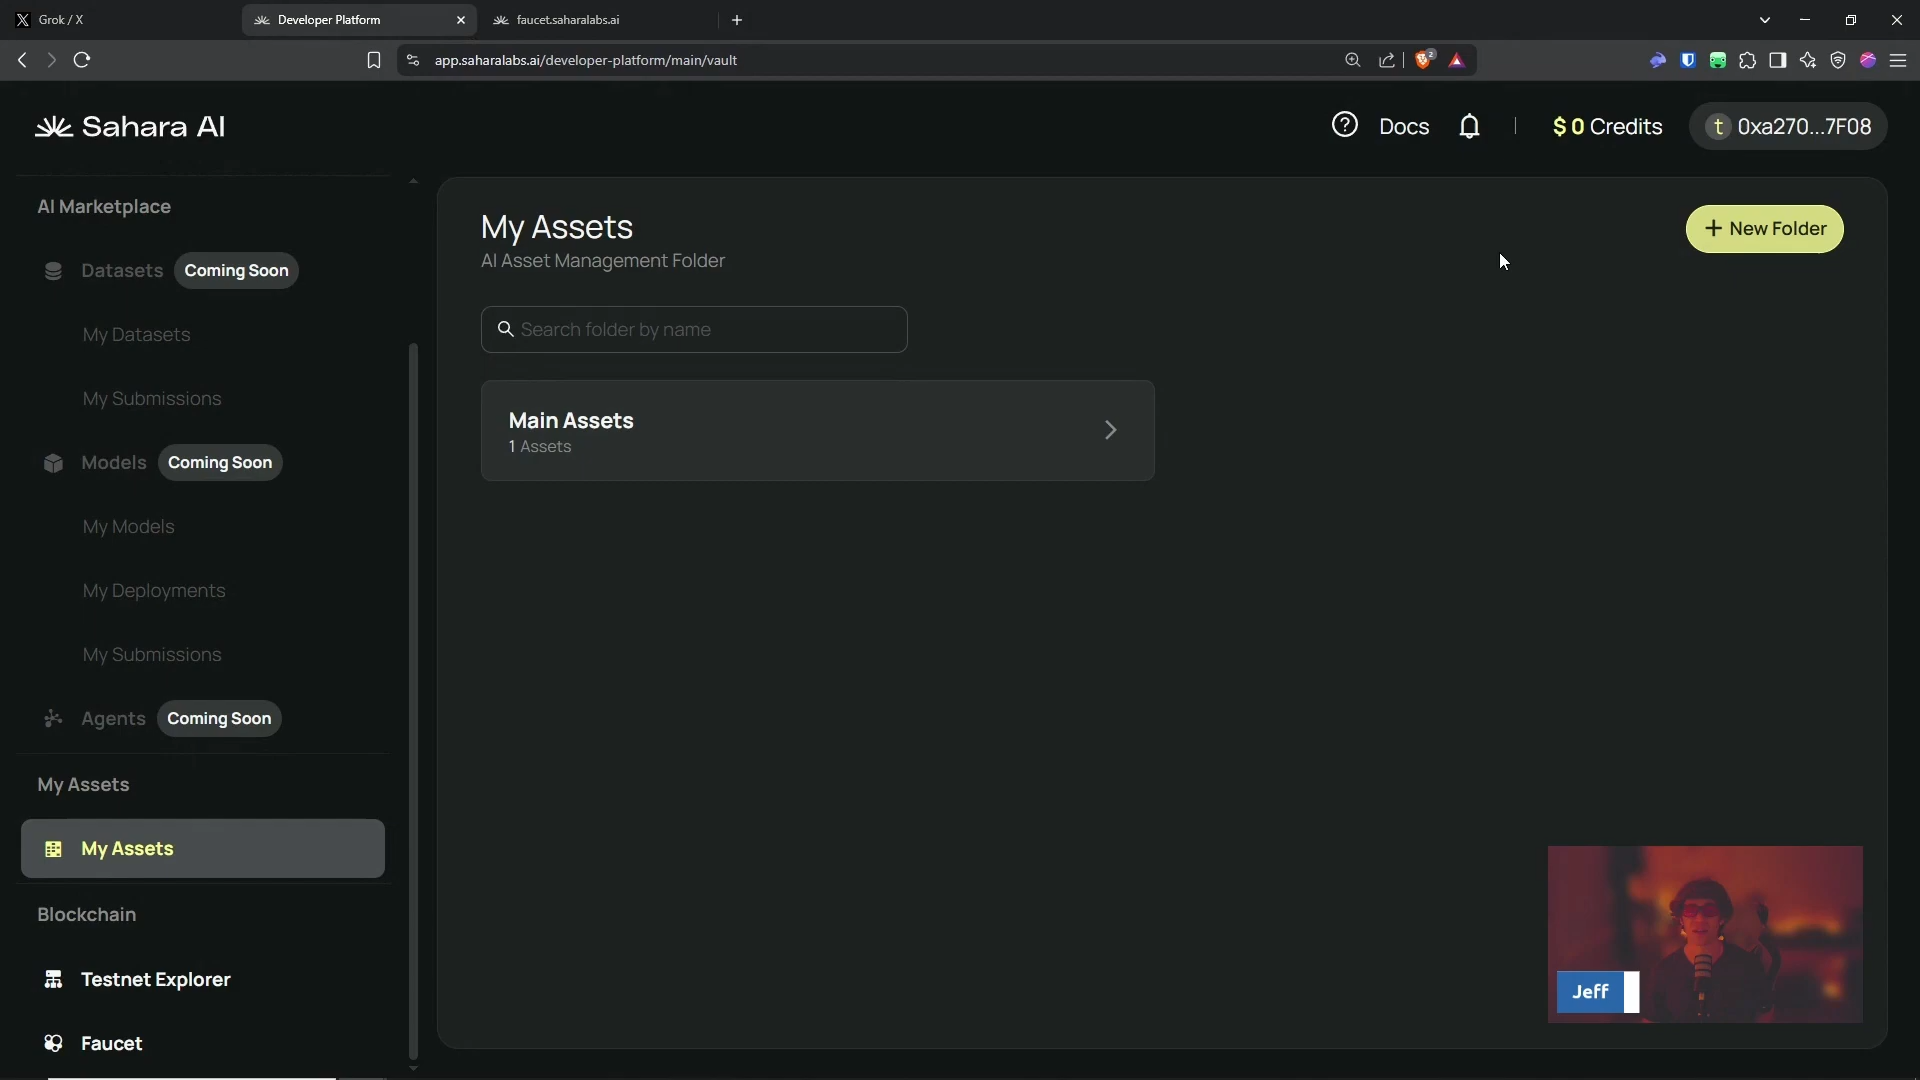 Grok / X
Developer Platform
faucet.saharalabs.ai
app.saharalabs.ai/developer-platform/main/vault
2
Sahara AI
Docs
$ 0 Credits
t 0xa270...7F08
AI Marketplace
Datasets Coming Soon
My Datasets
My Submissions
Models Coming Soon
My Models
My Deployments
My Submissions
Agents Coming Soon
My Assets
My Assets
Blockchain
Testnet Explorer
Faucet
My Assets
AI Asset Management Folder
+ New Folder
Search folder by name
Main Assets
1 Assets
Jeff